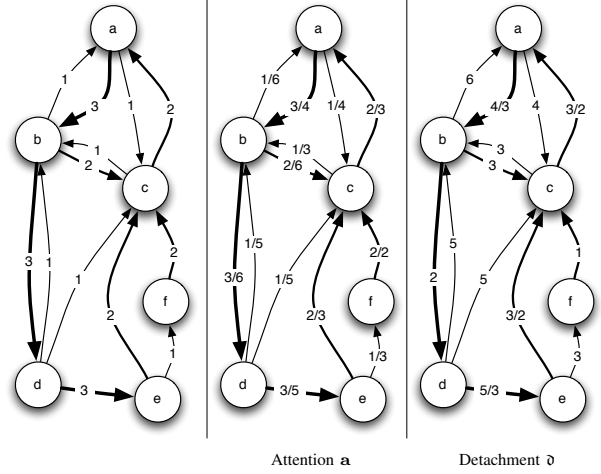 a
1
3
1
2
b
1
2
c
3
1
1
2
2
f
1
d
3
e
a
1/6
3/4
1/4
2/3
b
1/3
2/6
c
1/5
3/6
1/5
2/2
2/3
f
1/3
d
3/5
e
Attention a
a
6
4/3
4
3/2
b
3
3
c
5
2
5
1
3/2
f
3
d
5/3
e
Detachment 𝔡